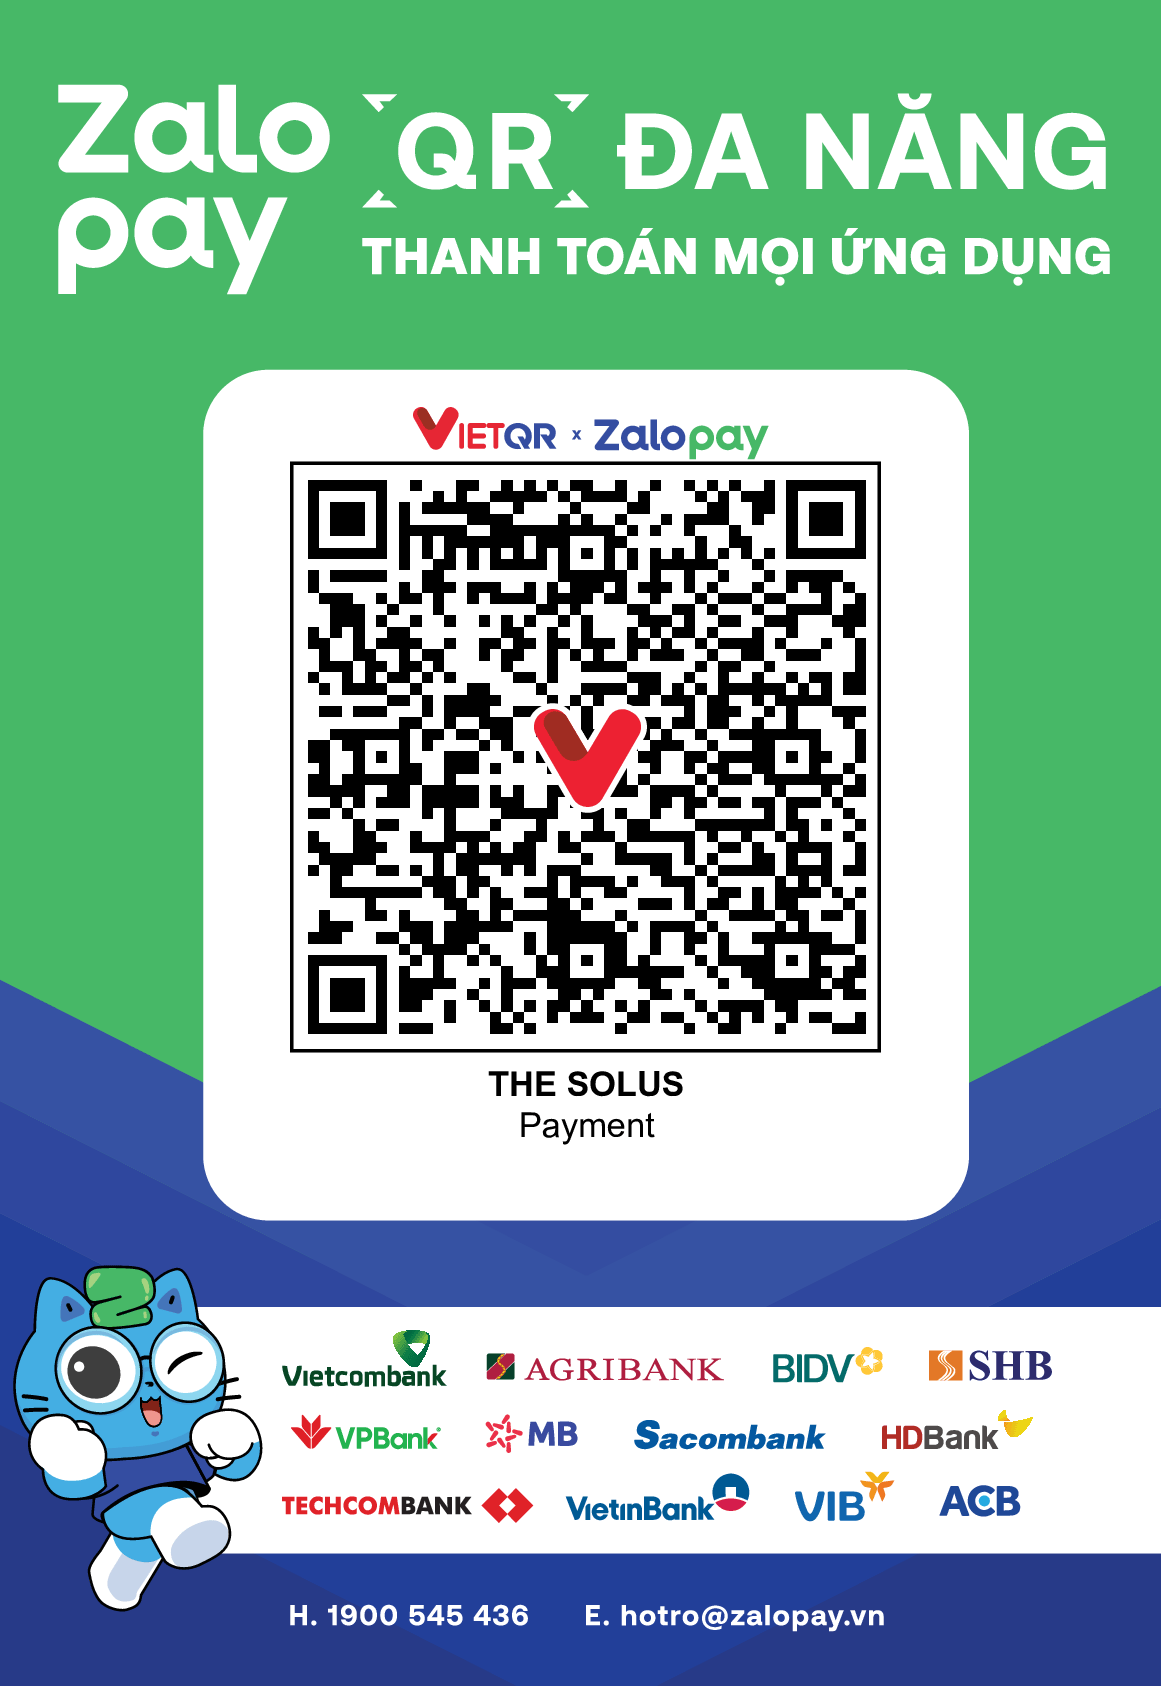 Zalo
pay
QR ĐA NĂNG
THANH TOÁN MỌI ỨNG DỤNG
VIETQR x Zalopay
THE SOLUS
Payment
Vietcombank AGRIBANK BIDV SHB
VPBank MB Sacombank HDBank
TECHCOMBANK VietinBank VIB ACB
H. 1900 545 436 E. hotro@zalopay.vn